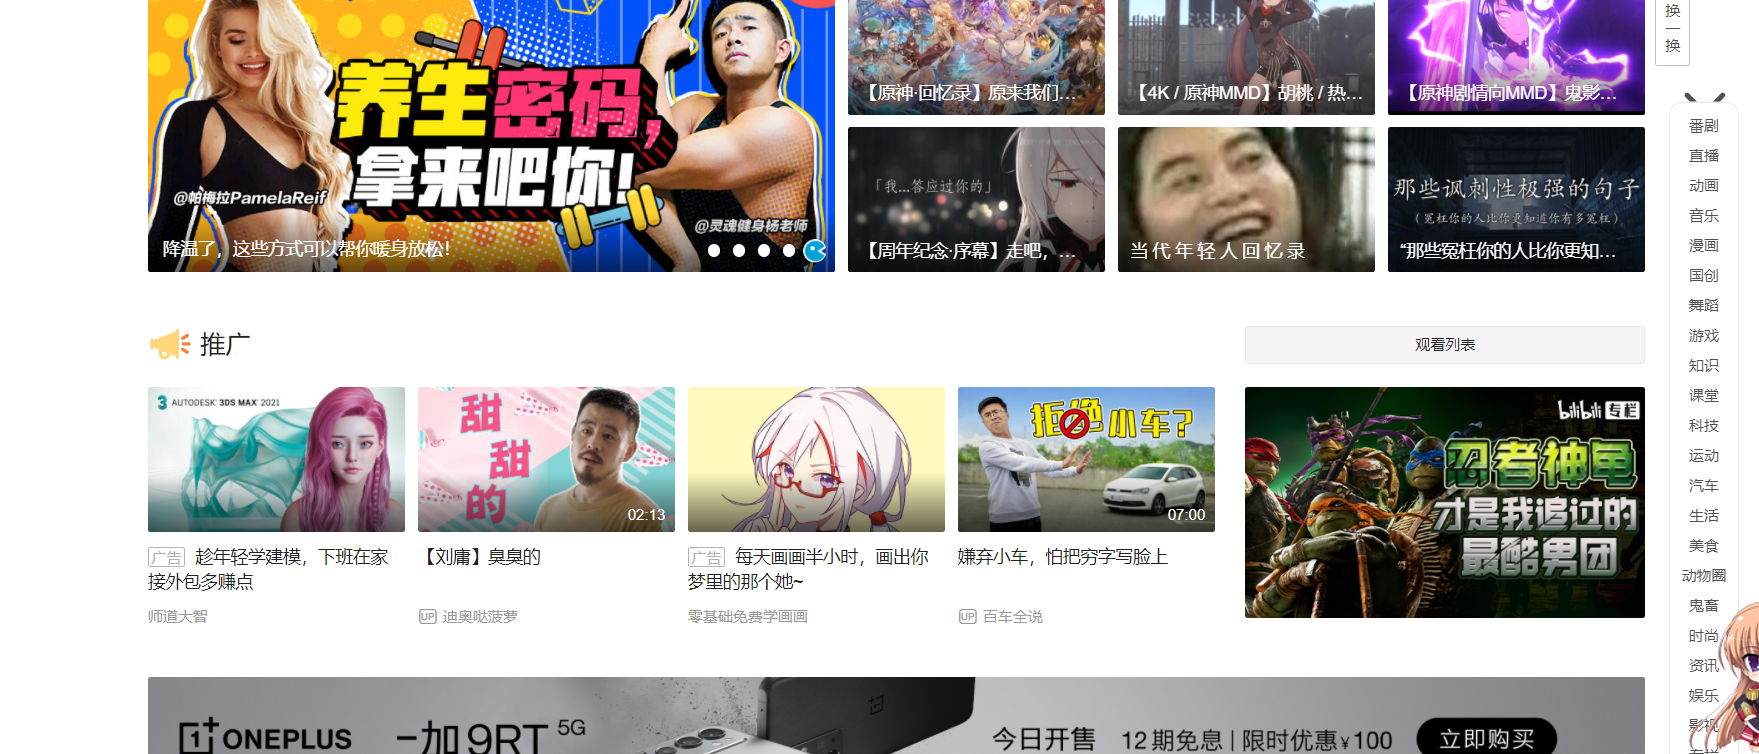 养生密码,
拿来吧你!
@帕梅拉PamelaReif
@灵魂健身杨老师
降温了，这些方式可以帮你暖身放松!
【原神·回忆录】原来我们…
【4K / 原神MMD】胡桃 / 热…
【原神剧情向MMD】鬼影…
「我...答应过你的」
【周年纪念·序幕】走吧，…
当代年轻人回忆录
那些讽刺性极强的句子
（冤枉你的人比你更知道你有多冤枉）
“那些冤枉你的人比你更知…
换
一
换
推广
观看列表
3 AUTODESK' 3DS MAX' 2021
广告 趁年轻学建模，下班在家
接外包多赚点
师道大智
甜
甜
的
02:13
【刘庸】臭臭的
UP 迪奥哒菠萝
广告 每天画画半小时，画出你
梦里的那个她~
零基础免费学画画
拒绝小车?
07:00
嫌弃小车，怕把穷字写脸上
UP 百车全说
bilibili 专栏
忍者神龟
才是我追过的
最酷男团
番剧
直播
动画
音乐
漫画
国创
舞蹈
游戏
知识
课堂
科技
运动
汽车
生活
美食
动物圈
鬼畜
时尚
资讯
娱乐
影视
专栏
1+ ONEPLUS 一加9RT 5G
今日开售 12期免息 | 限时优惠¥100
立即购买